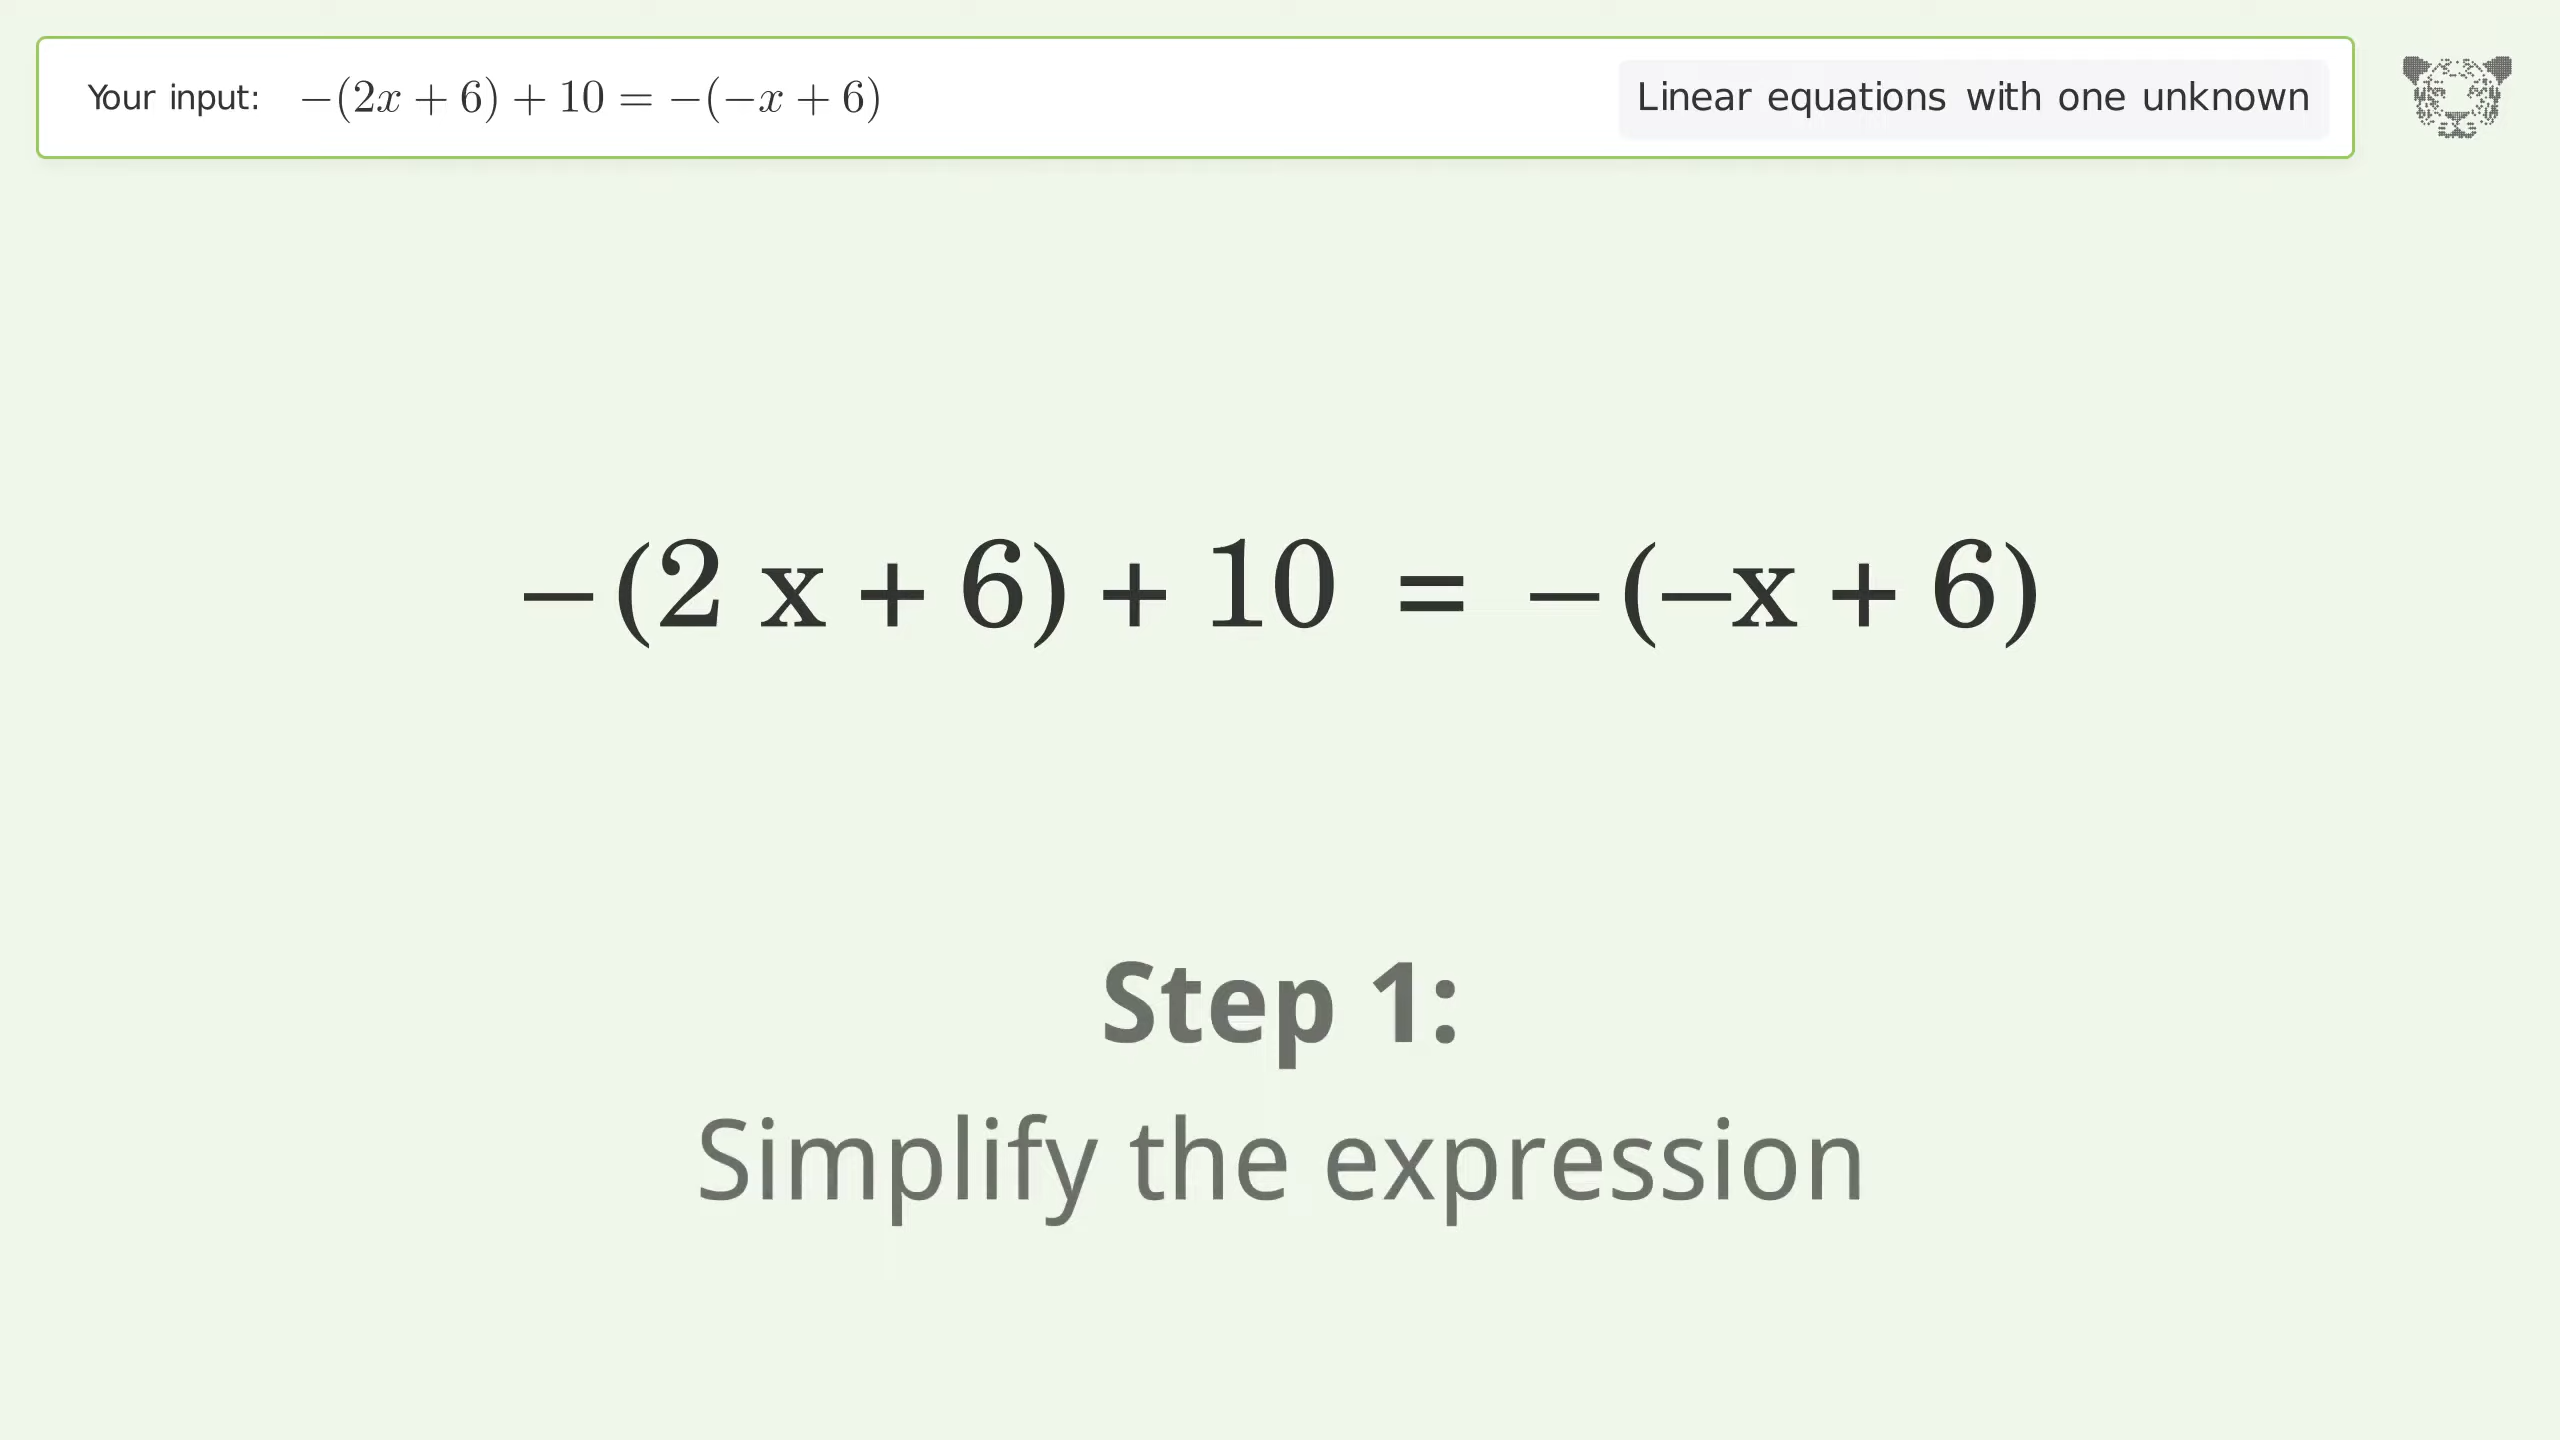 Your input: −(2x + 6) + 10 = −(−x + 6) Linear equations with one unknown
−(2 x + 6) + 10 = −(−x + 6)
Step 1:
Simplify the expression